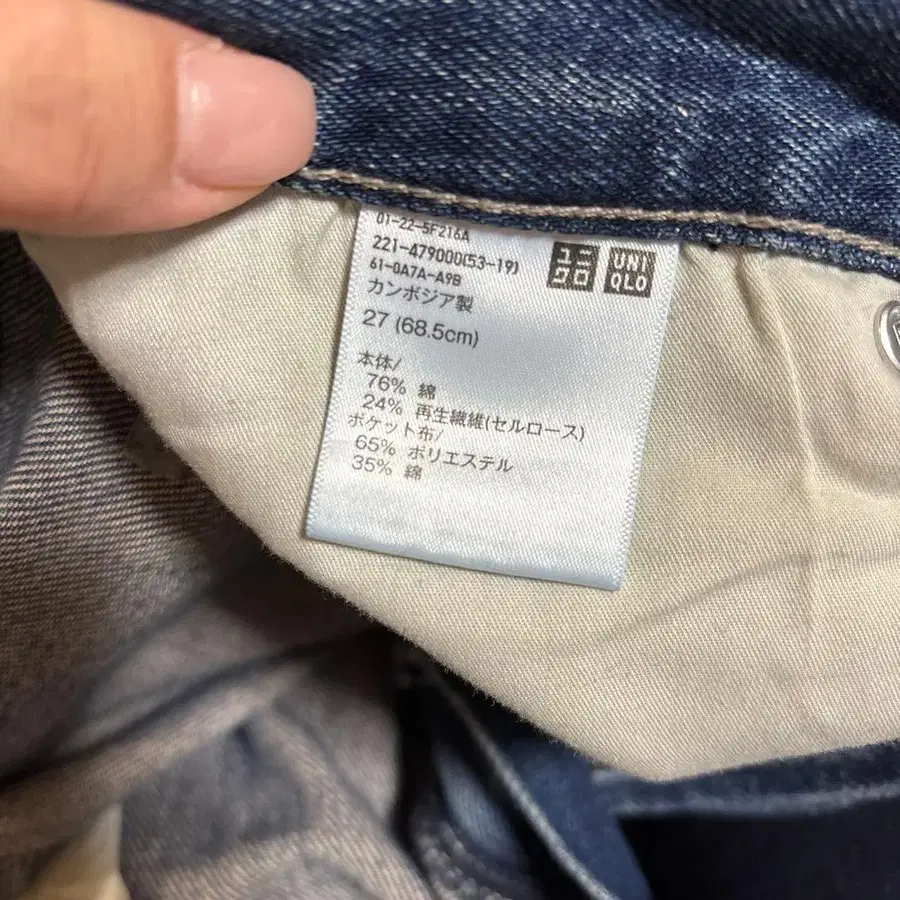 01-22-5F216A
221-479000(53-19)
61-0A7A-A9B
ユニ
クロ
UNI
QLO
カンボジア製
27 (68.5cm)
本体/
76% 綿
24% 再生繊維(セルロース)
ポケット布/
65% ポリエステル
35% 綿